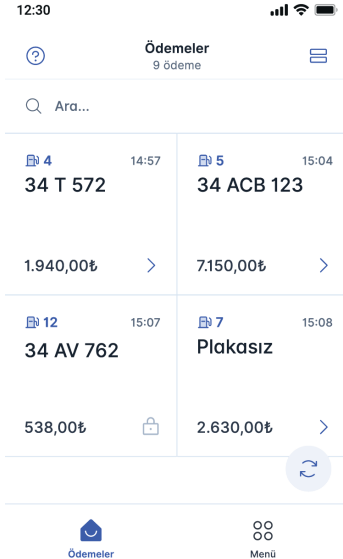 12:30
Ödemeler
9 ödeme
Ara...
4 14:57
34 T 572
1.940,00₺
5 15:04
34 ACB 123
7.150,00₺
12 15:07
34 AV 762
538,00₺
7 15:08
Plakasız
2.630,00₺
Ödemeler
Menü